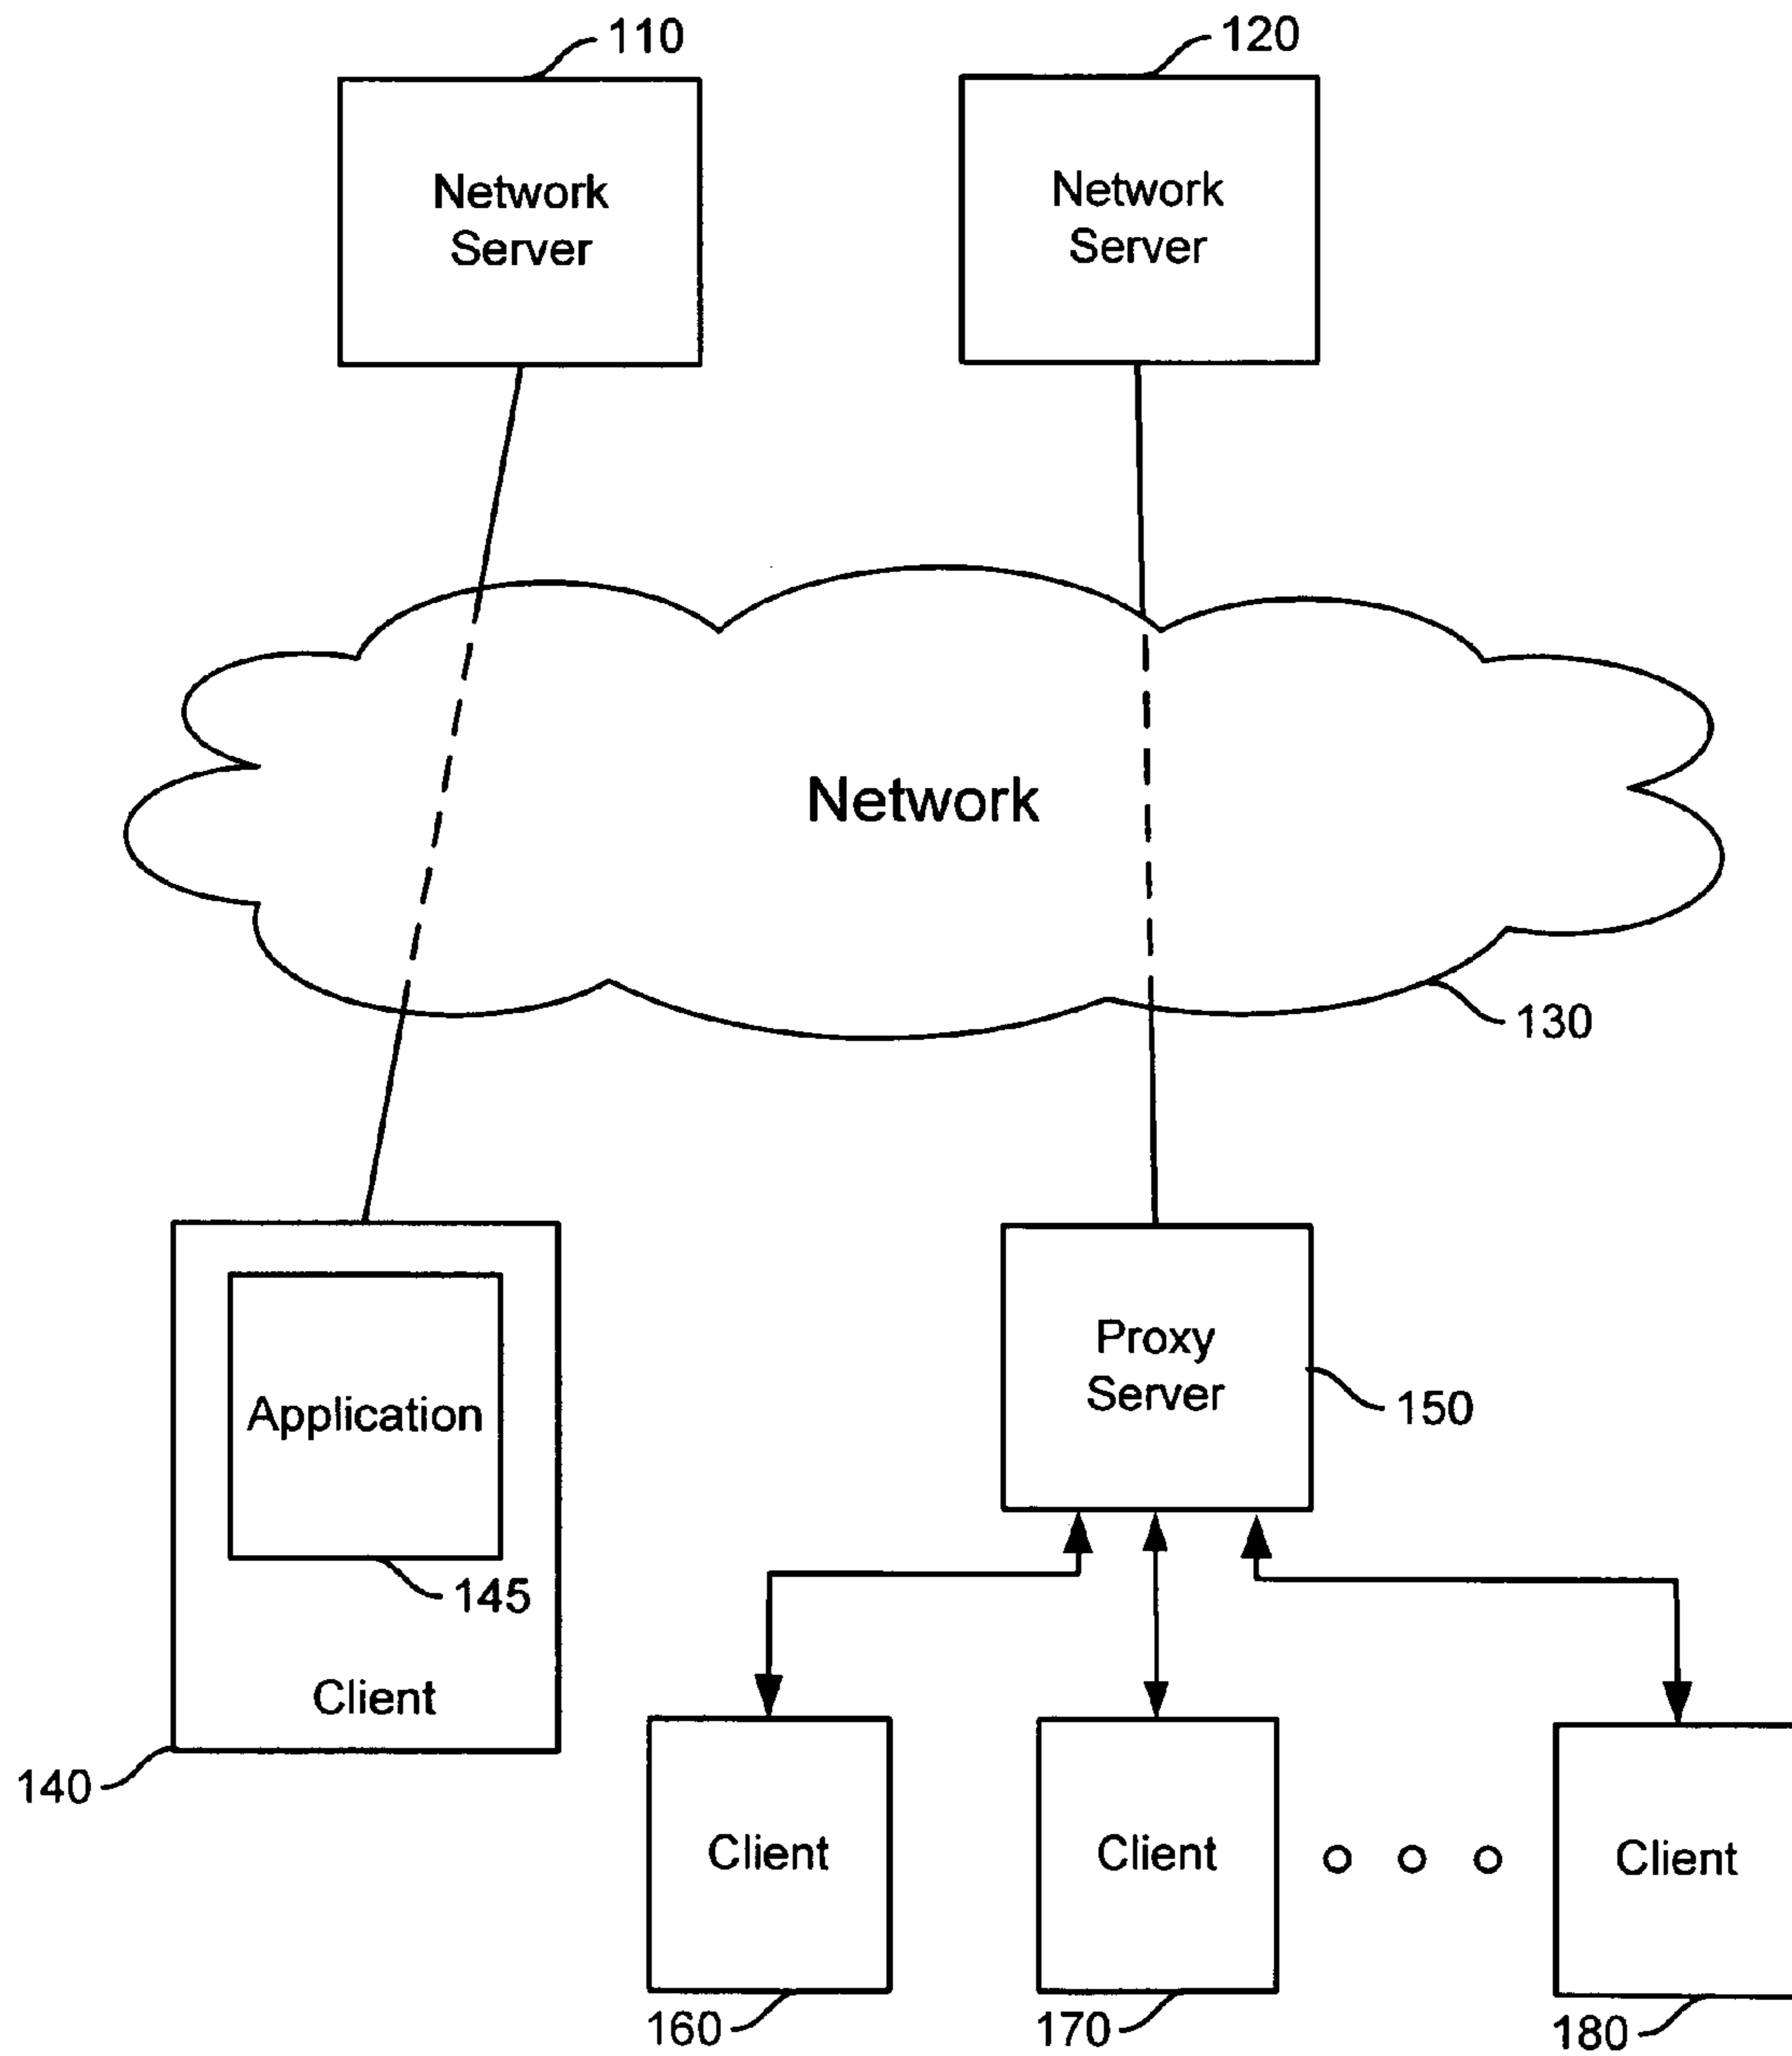 110
120
Network
Server
Network
Server
Network
130
Proxy
Server
150
Application
145
Client
140
Client
Client
Client
160
170
180